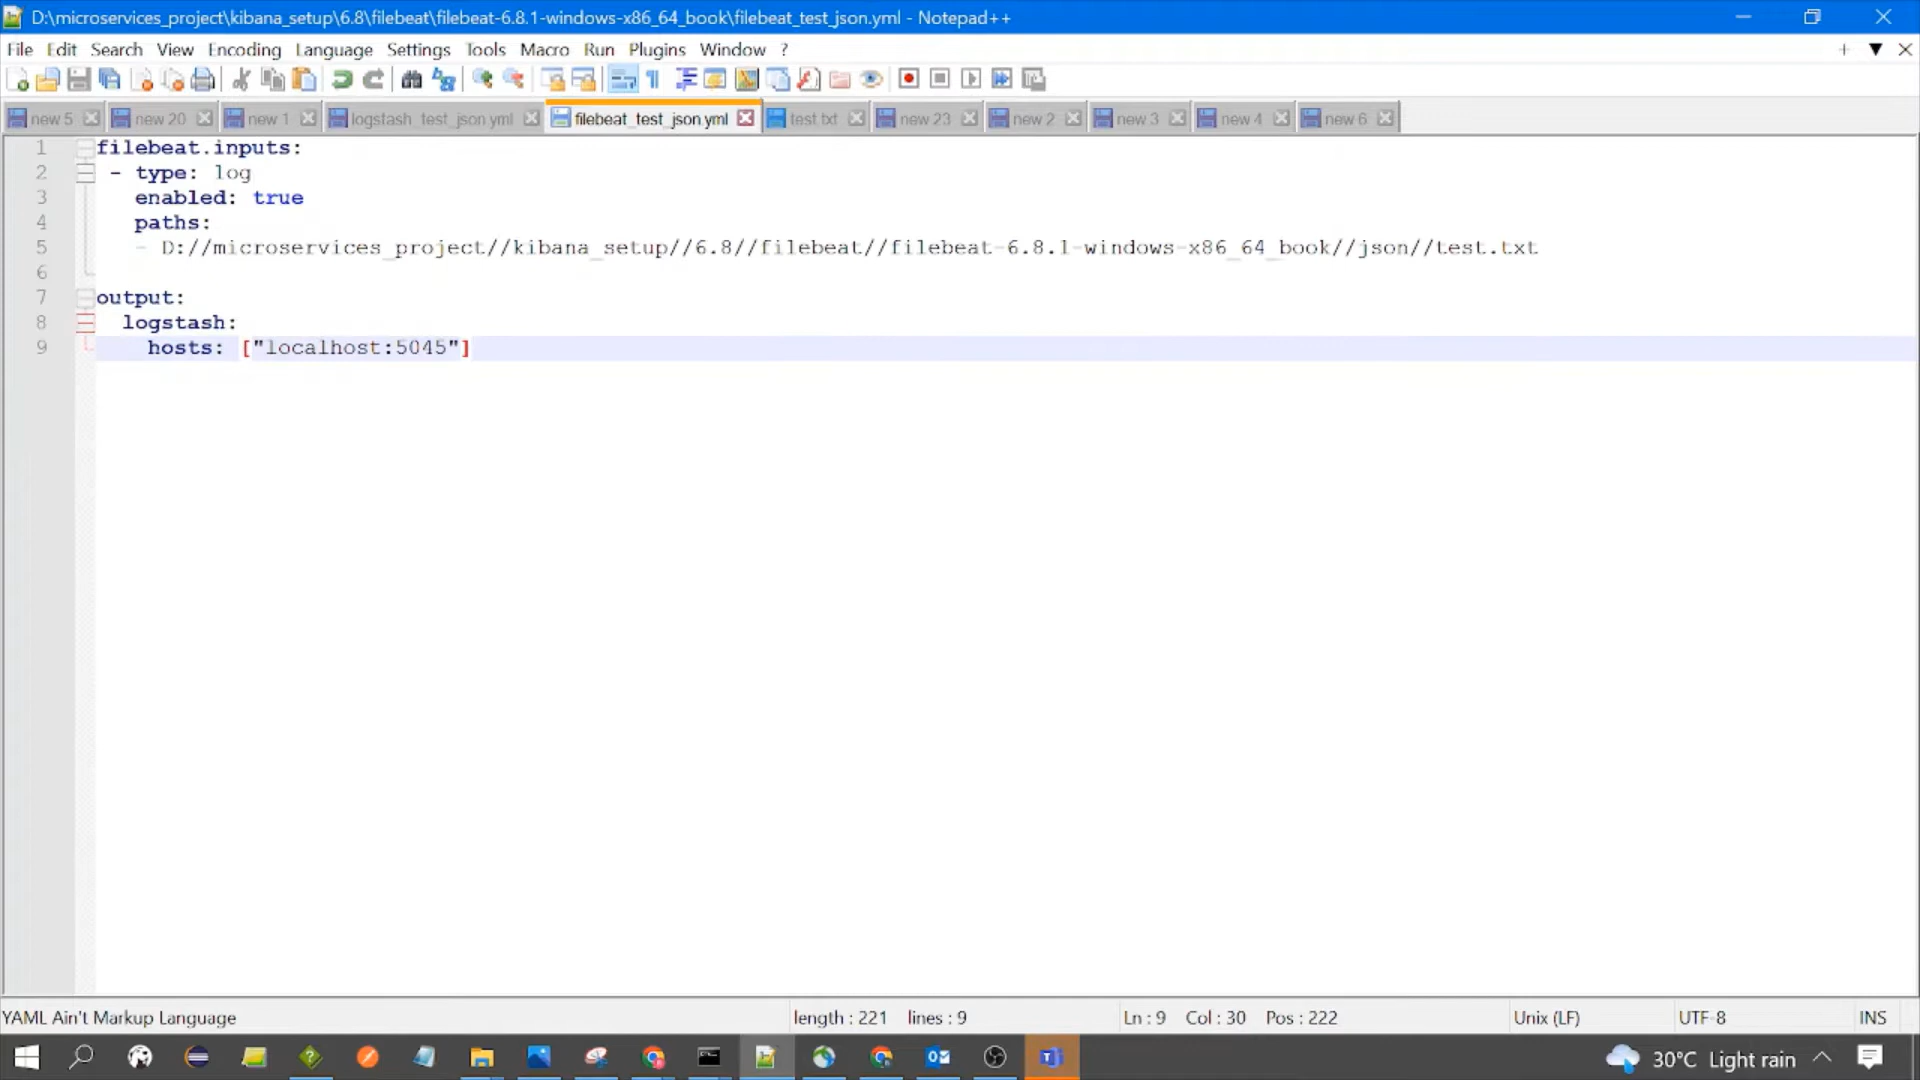 D:\microservices_project\kibana_setup\6.8\filebeat\filebeat-6.8.1-windows-x86_64_book\filebeat_test_json.yml - Notepad++
File Edit Search View Encoding Language Settings Tools Macro Run Plugins Window ?
new 5 new 20 new 1 logstash_test_json.yml filebeat_test_json.yml test.txt new 23 new 2 new 3 new 4 new 6
1 filebeat.inputs:
2 - type: log
3 enabled: true
4 paths:
5 - D://microservices_project//kibana_setup//6.8//filebeat//filebeat-6.8.1-windows-x86_64_book//json//test.txt
6
7 output:
8 logstash:
9 hosts: ["localhost:5045"]
YAML Ain't Markup Language length : 221 lines : 9 Ln : 9 Col : 30 Pos : 222 Unix (LF) UTF-8 INS
30°C Light rain